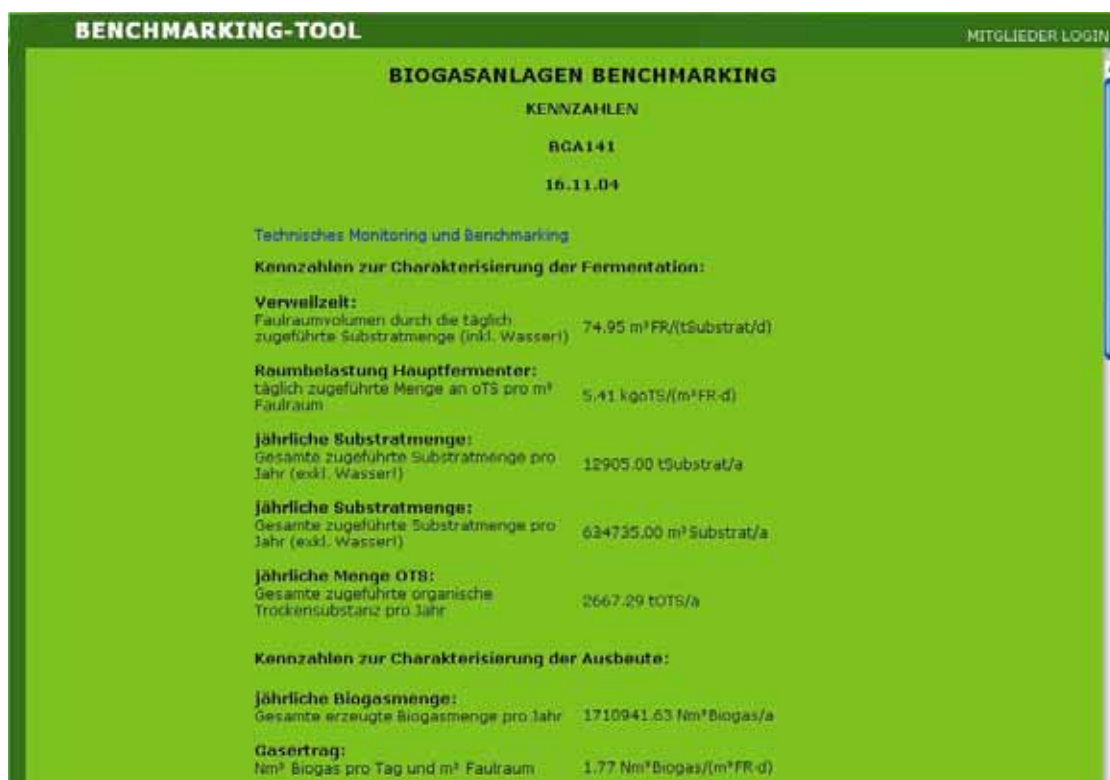 BENCHMARKING-TOOL
MITGLIEDER LOGIN
BIOGASANLAGEN BENCHMARKING
KENNZAHLEN
BGA141
16.11.04
Technisches Monitoring und Benchmarking
Kennzahlen zur Charakterisierung der Fermentation:
Verweilzeit:
Faulraumvolumen durch die täglich
zugeführte Substratmenge (inkl. Wasser!)
74.95 m³FR/(tSubstrat/d)
Raumbelastung Hauptfermenter:
täglich zugeführte Menge an oTS pro m³
Faulraum
5.41 kgoTS/(m³FR·d)
jährliche Substratmenge:
Gesamte zugeführte Substratmenge pro
Jahr (exkl. Wasser!)
12905.00 tSubstrat/a
jährliche Substratmenge:
Gesamte zugeführte Substratmenge pro
Jahr (exkl. Wasser!)
634735.00 m³Substrat/a
jährliche Menge OTS:
Gesamte zugeführte organische
Trockensubstanz pro Jahr
2667.29 tOTS/a
Kennzahlen zur Charakterisierung der Ausbeute:
jährliche Biogasmenge:
Gesamte erzeugte Biogasmenge pro Jahr
1710941.63 Nm³Biogas/a
Gasertrag:
Nm³ Biogas pro Tag und m³ Faulraum
1.77 Nm³Biogas/(m³FR·d)